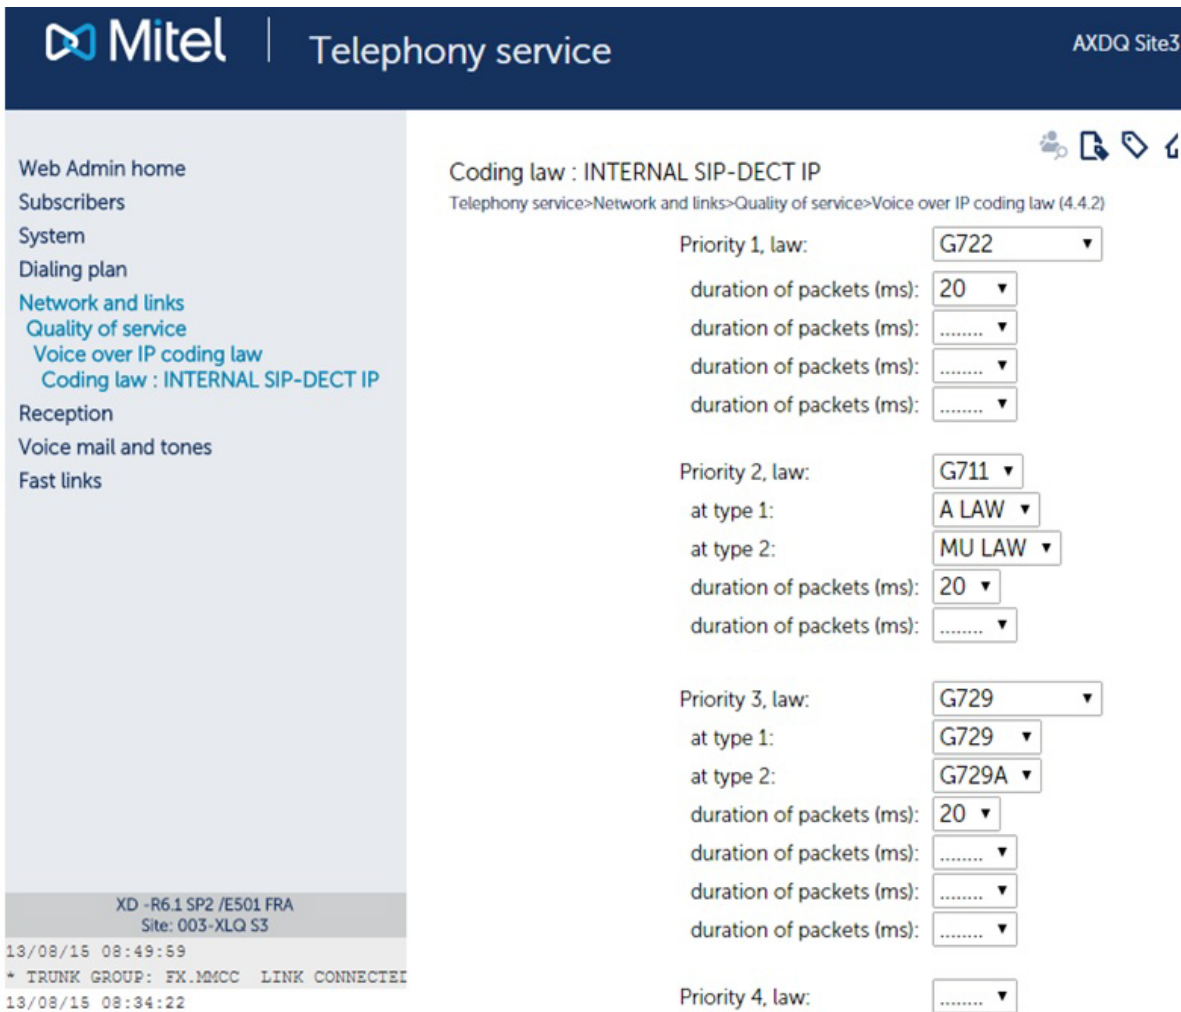 Mitel | Telephony service
AXDQ Site3
Web Admin home
Subscribers
System
Dialing plan
Network and links
Quality of service
Voice over IP coding law
Coding law : INTERNAL SIP-DECT IP
Reception
Voice mail and tones
Fast links
XD -R6.1 SP2 /E501 FRA
Site: 003-XLQ S3
13/08/15 08:49:59
* TRUNK GROUP: FX.MMCC LINK CONNECTED
13/08/15 08:34:22
Coding law : INTERNAL SIP-DECT IP
Telephony service>Network and links>Quality of service>Voice over IP coding law (4.4.2)
Priority 1, law: G722
duration of packets (ms): 20
duration of packets (ms): ........
duration of packets (ms): ........
duration of packets (ms): ........
Priority 2, law: G711
at type 1: A LAW
at type 2: MU LAW
duration of packets (ms): 20
duration of packets (ms): ........
Priority 3, law: G729
at type 1: G729
at type 2: G729A
duration of packets (ms): 20
duration of packets (ms): ........
duration of packets (ms): ........
duration of packets (ms): ........
Priority 4, law: ........